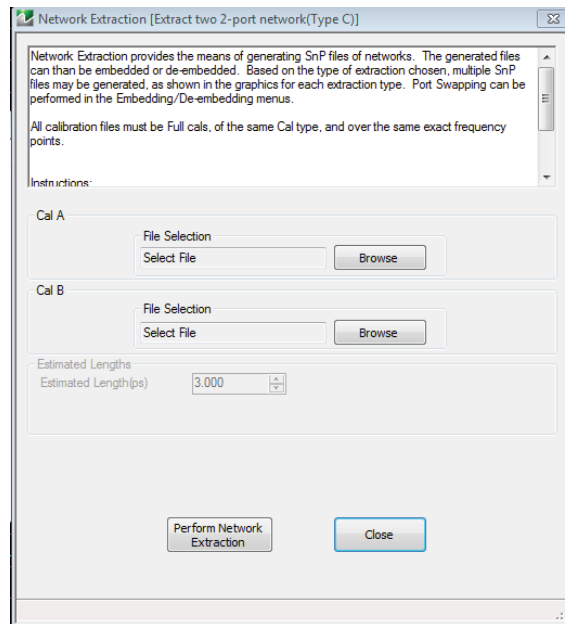 Network Extraction [Extract two 2-port network(Type C)]
Network Extraction provides the means of generating SnP files of networks.  The generated files
can than be embedded or de-embedded.  Based on the type of extraction chosen, multiple SnP
files may be generated, as shown in the graphics for each extraction type.  Port Swapping can be
perfomed in the Embedding/De-embedding menus.
All calibration files must be Full cals, of the same Cal type, and over the same exact frequency
points.
Instructions:
Cal A
File Selection
Select File
Browse
Cal B
File Selection
Select File
Browse
Estimated Lengths
Estimated Length(ps)
3.000
Perform Network
Extraction
Close